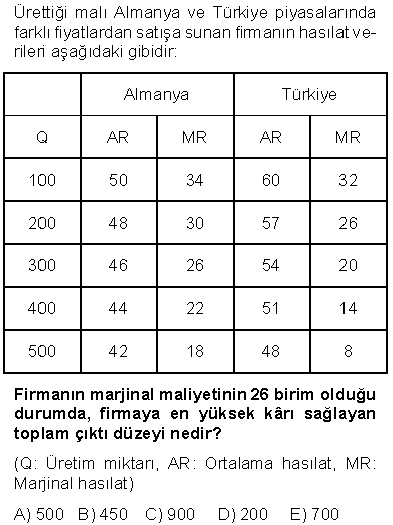 Ürettiği malı Almanya ve Türkiye piyasalarında
farklı fiyatlardan satışa sunan firmanın hasılat ve-
rileri aşağıdaki gibidir:
Almanya Türkiye
Q AR MR AR MR
100 50 34 60 32
200 48 30 57 26
300 46 26 54 20
400 44 22 51 14
500 42 18 48 8
Firmanın marjinal maliyetinin 26 birim olduğu
durumda, firmaya en yüksek kârı sağlayan
toplam çıktı düzeyi nedir?
(Q: Üretim miktarı, AR: Ortalama hasılat, MR:
Marjinal hasılat)
A) 500 B) 450 C) 900 D) 200 E) 700